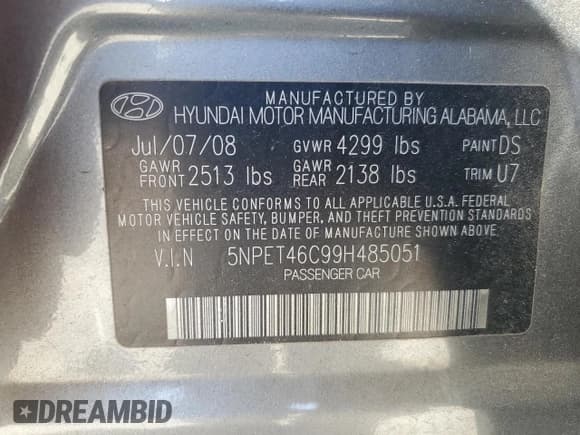 MANUFACTURED BY
HYUNDAI MOTOR MANUFACTURING ALABAMA, LLC
Jul/07/08 GVWR 4299 lbs PAINT DS
GAWR FRONT 2513 lbs GAWR REAR 2138 lbs TRIM U7
THIS VEHICLE CONFORMS TO ALL APPLICABLE U.S.A. FEDERAL
MOTOR VEHICLE SAFETY, BUMPER, AND THEFT PREVENTION STANDARDS
IN EFFECT ON THE DATE OF MANUFACTURE SHOWN ABOVE
V.I.N 5NPET46C99H485051
PASSENGER CAR
DREAMBID